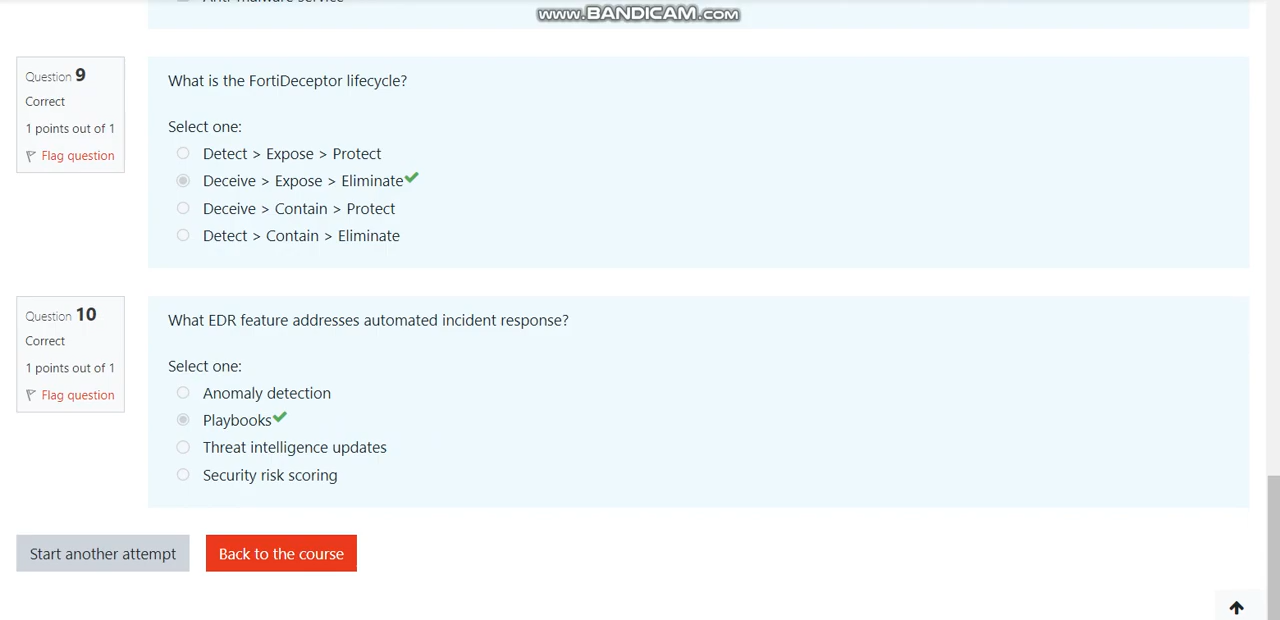 www.BANDICAM.com
Question 9
Correct
1 points out of 1
Flag question
What is the FortiDeceptor lifecycle?
Select one:
Detect > Expose > Protect
Deceive > Expose > Eliminate
Deceive > Contain > Protect
Detect > Contain > Eliminate
Question 10
Correct
1 points out of 1
Flag question
What EDR feature addresses automated incident response?
Select one:
Anomaly detection
Playbooks
Threat intelligence updates
Security risk scoring
Start another attempt
Back to the course